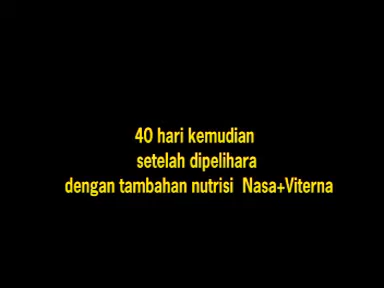 40 hari kemudian
setelah dipelihara
dengan tambahan nutrisi Nasa+Viterna